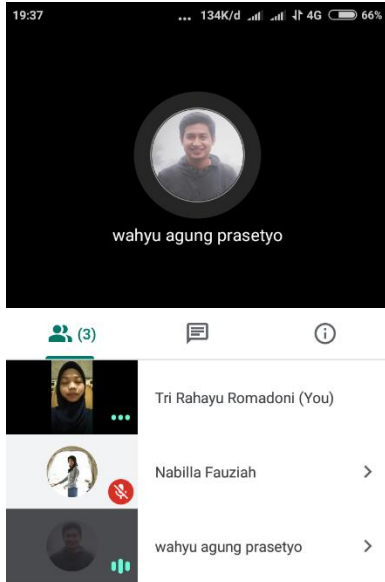 19:37 ... 134K/d 4G 66%
wahyu agung prasetyo
(3)
Tri Rahayu Romadoni (You)
Nabilla Fauziah
wahyu agung prasetyo